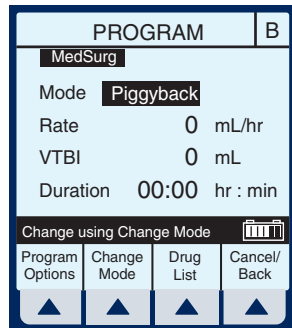 PROGRAM B
MedSurg
Mode Piggyback
Rate 0 mL/hr
VTBI 0 mL
Duration 00:00 hr : min
Change using Change Mode
Program Options Change Mode Drug List Cancel/ Back